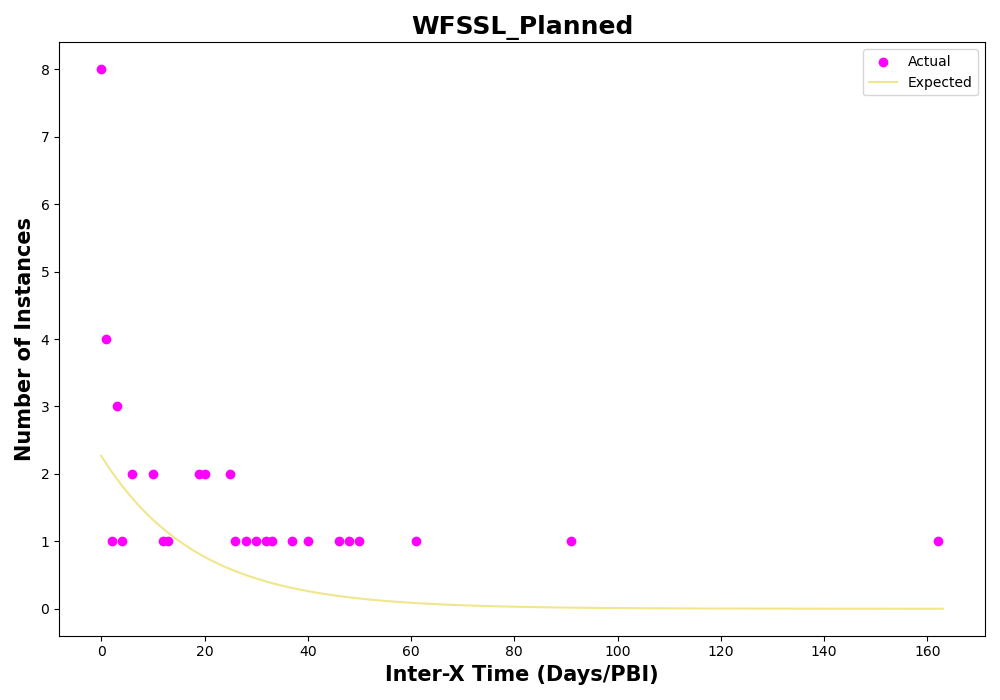 WFSSL_Planned
Number of Instances
8
7
6
5
4
3
2
1
0
Actual
Expected
0 20 40 60 80 100 120 140 160
Inter-X Time (Days/PBI)